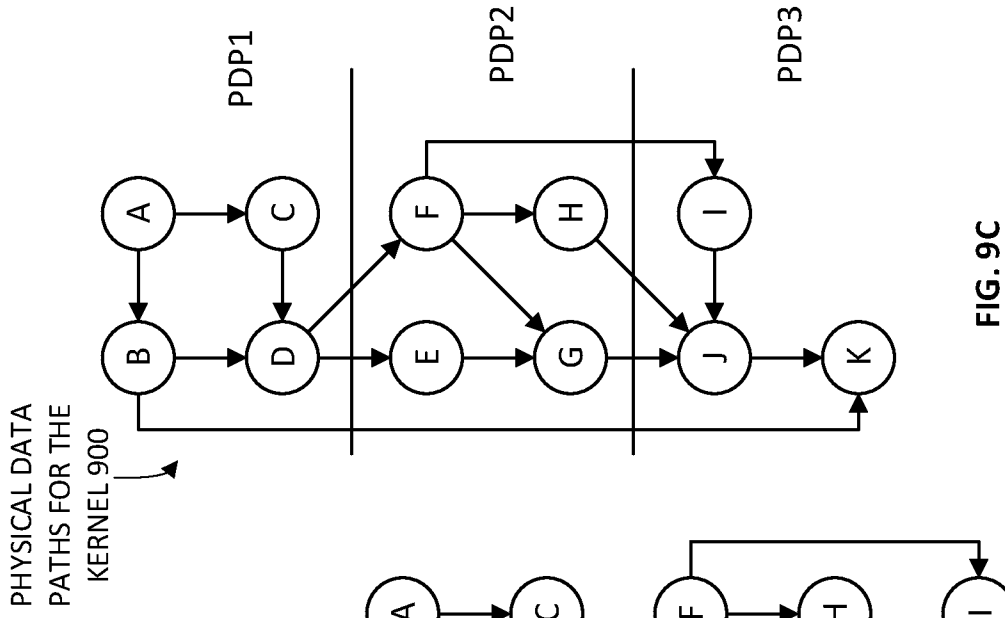 PHYSICAL DATA
PATHS FOR THE
KERNEL 900
A
B
C
D
PDP1
F
E
H
G
PDP2
I
J
K
PDP3
A
C
F
H
I
FIG. 9C